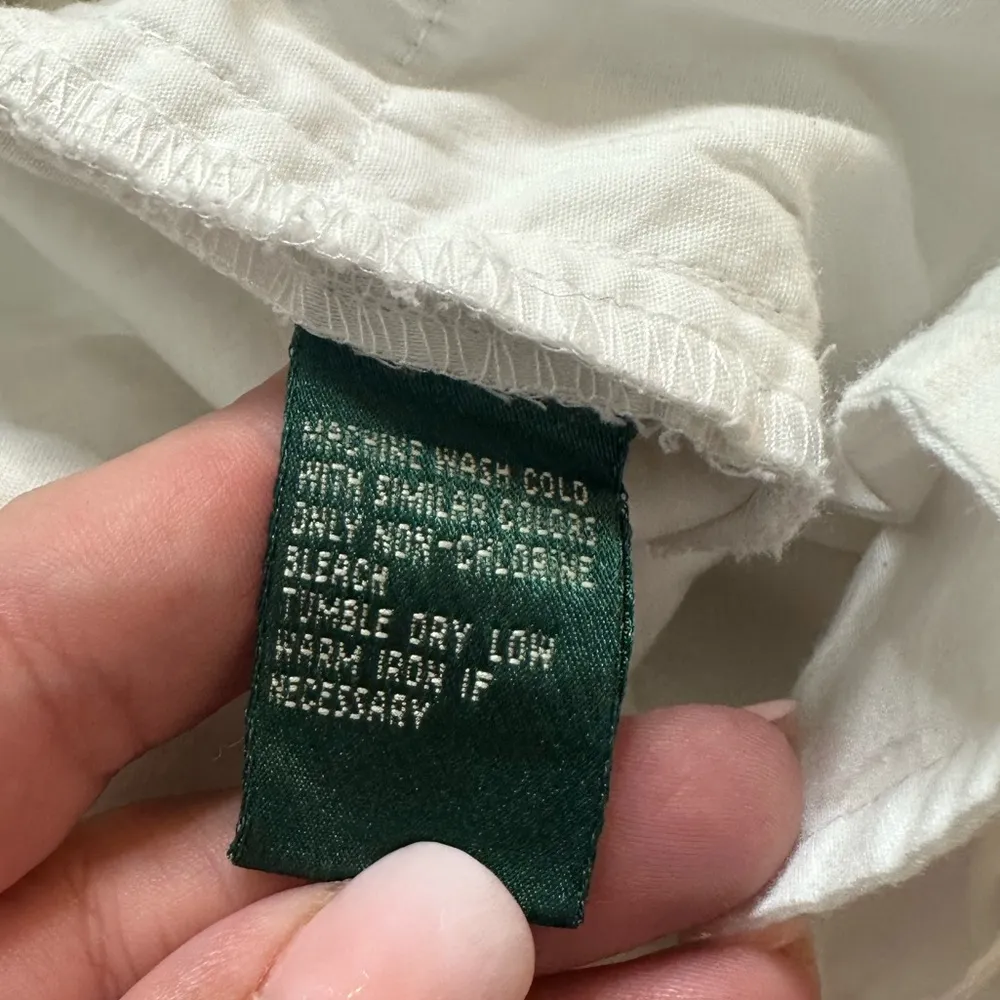 MACHINE WASH COLD
WITH SIMILAR COLORS
ONLY NON-CHLORINE
BLEACH
TUMBLE DRY LOW
WARM IRON IF
NECESSARY